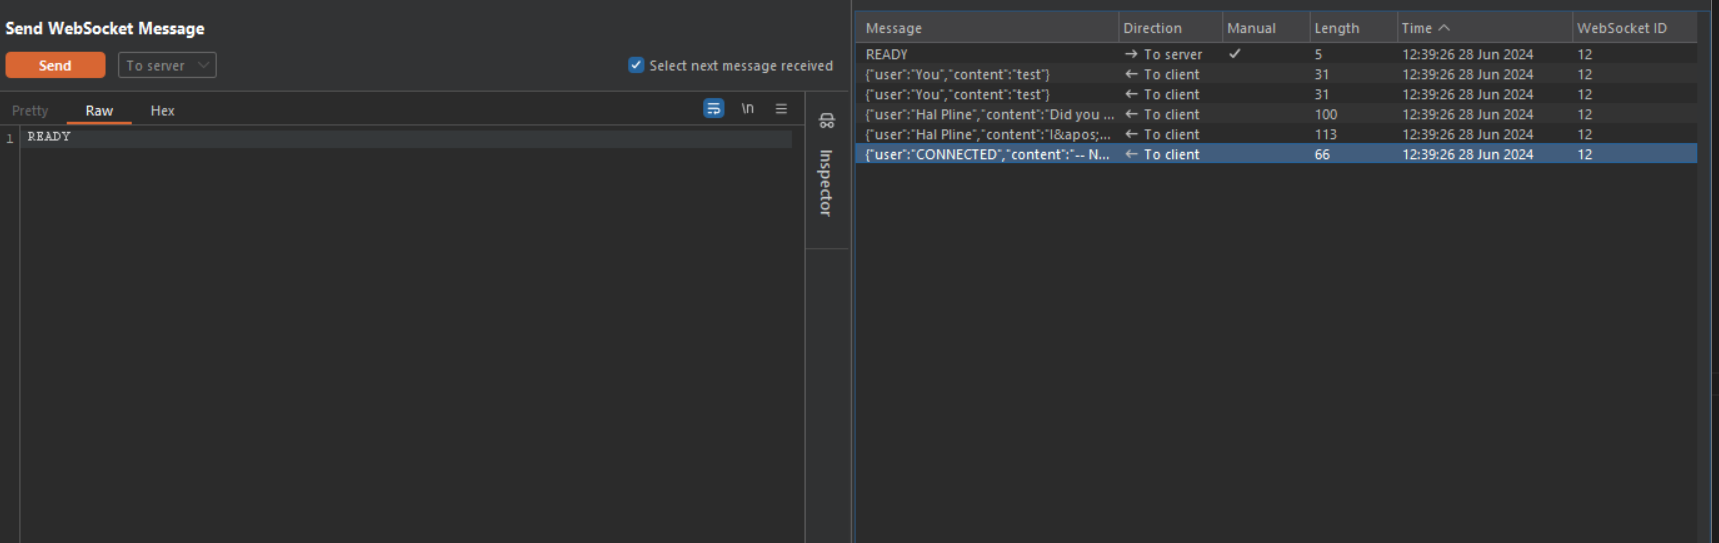 Send WebSocket Message
Send
To server
Select next message received
Pretty Raw Hex
\n
1 READY
Inspector
Message Direction Manual Length Time WebSocket ID
READY → To server ✓ 5 12:39:26 28 Jun 2024 12
{"user":"You","content":"test"} ← To client 31 12:39:26 28 Jun 2024 12
{"user":"You","content":"test"} ← To client 31 12:39:26 28 Jun 2024 12
{"user":"Hal Pline","content":"Did you ... ← To client 100 12:39:26 28 Jun 2024 12
{"user":"Hal Pline","content":"I&apos;... ← To client 113 12:39:26 28 Jun 2024 12
{"user":"CONNECTED","content":"-- N... ← To client 66 12:39:26 28 Jun 2024 12